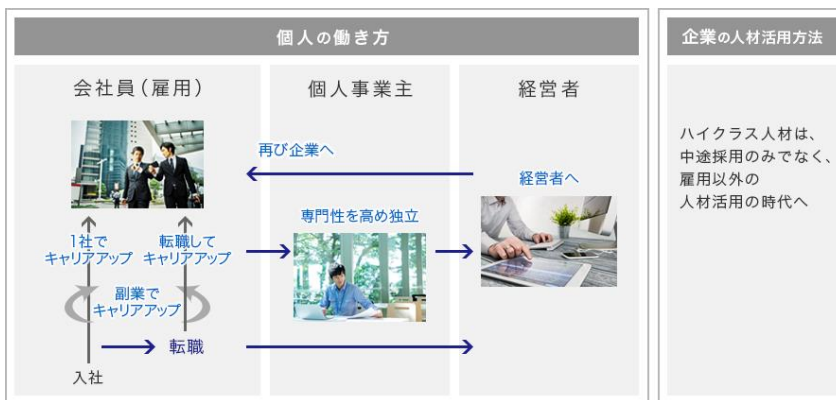 個人の働き方
会社員（雇用）
個人事業主
経営者
再び企業へ
経営者へ
専門性を高め独立
1社で
キャリアアップ
転職して
キャリアアップ
副業で
キャリアアップ
転職
入社
企業の人材活用方法
ハイクラス人材は、
中途採用のみでなく、
雇用以外の
人材活用の時代へ